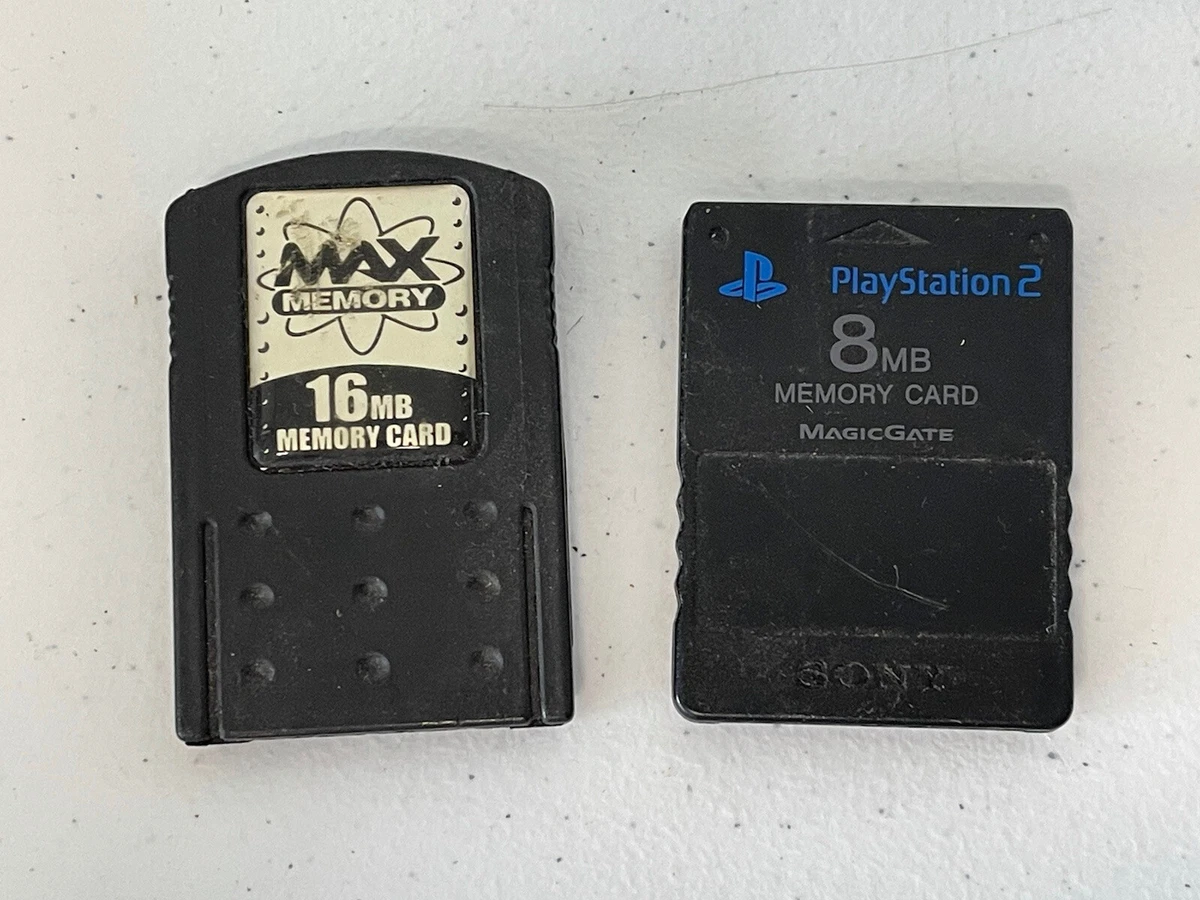 MAX
MEMORY
16MB
MEMORY CARD
PlayStation 2
8MB
MEMORY CARD
MAGICGATE
SONY